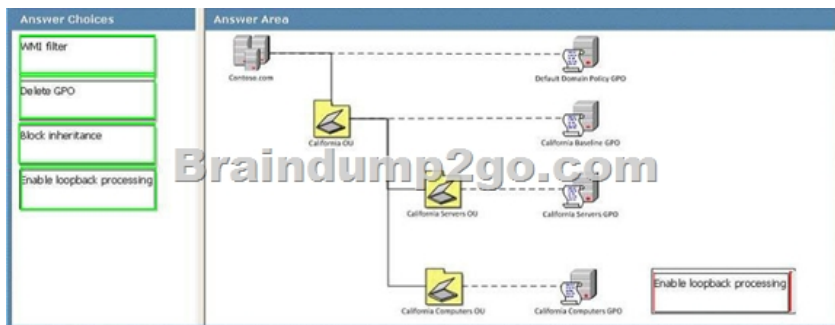 Answer Choices
Answer Area
WMI filter
Delete GPO
Block inheritance
Enable loopback processing
Contoso.com
Default Domain Policy GPO
California OU
California Baseline GPO
Braindump2go.com
California Servers OU
California Servers GPO
California Computers OU
California Computers GPO
Enable loopback processing